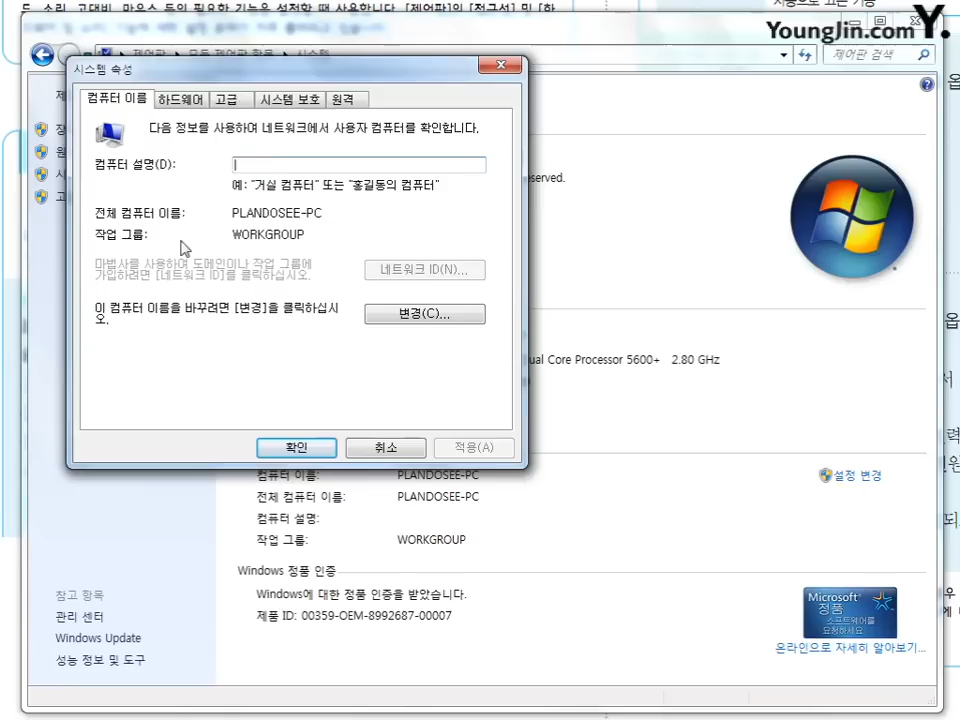 YoungJin.com Y.
제어판 ▸ 모든 제어판 항목 ▸ 시스템
제어판 검색
시스템 속성
컴퓨터 이름 하드웨어 고급 시스템 보호 원격
다음 정보를 사용하여 네트워크에서 사용자 컴퓨터를 확인합니다.
컴퓨터 설명(D):
예: "거실 컴퓨터" 또는 "홍길동의 컴퓨터"
전체 컴퓨터 이름: PLANDOSEE-PC
작업 그룹: WORKGROUP
마법사를 사용하여 도메인이나 작업 그룹에
가입하려면 [네트워크 ID]를 클릭하십시오.
네트워크 ID(N)...
이 컴퓨터 이름을 바꾸려면 [변경]을 클릭하십시
오.
변경(C)...
확인 취소 적용(A)
served.
ual Core Processor 5600+ 2.80 GHz
컴퓨터 이름: PLANDOSEE-PC
설정 변경
전체 컴퓨터 이름: PLANDOSEE-PC
컴퓨터 설명:
작업 그룹: WORKGROUP
Windows 정품 인증
Windows에 대한 정품 인증을 받았습니다.
제품 ID: 00359-OEM-8992687-00007
Microsoft
정품
소프트웨어를
요청하세요
온라인으로 자세히 알아보기...
참고 항목
관리 센터
Windows Update
성능 정보 및 도구